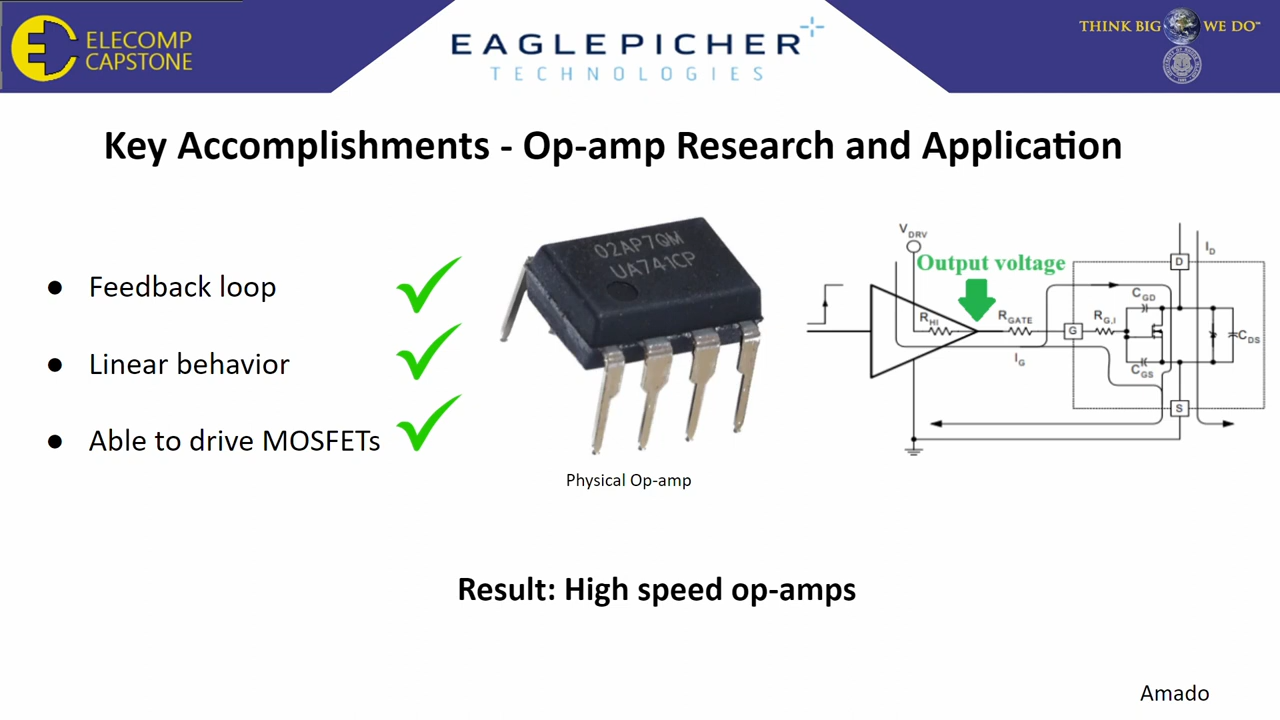 ELECOMP
CAPSTONE
EAGLEPICHER
TECHNOLOGIES
THINK BIG WE DO
Key Accomplishments - Op-amp Research and Application
● Feedback loop
● Linear behavior
● Able to drive MOSFETs
02AP7QM
UA741CP
Physical Op-amp
VDRV
Output voltage
ID
D
CGD
RHI
RGATE
G
RG,I
CDS
IG
CGS
S
Result: High speed op-amps
Amado